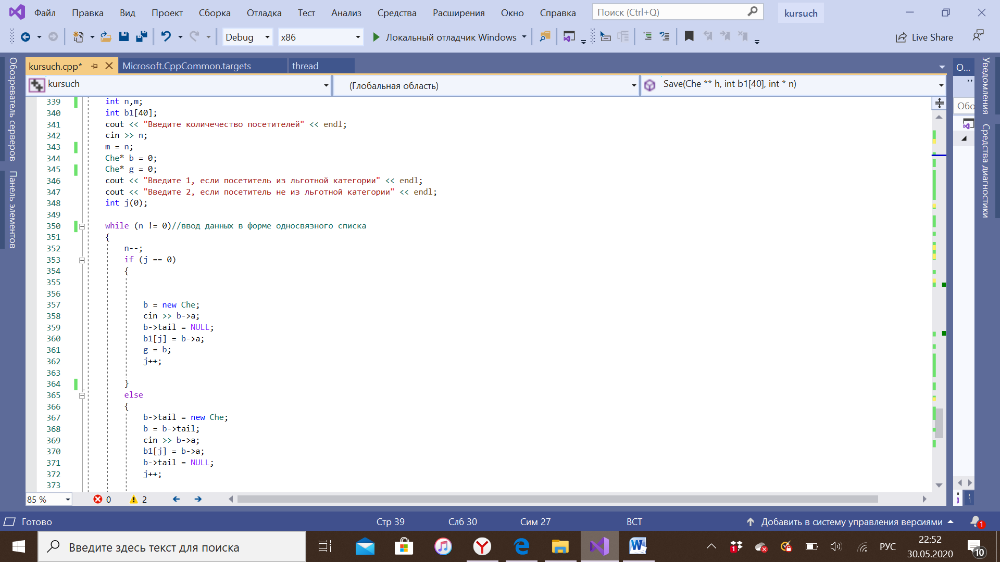 Файл Правка Вид Проект Сборка Отладка Тест Анализ Средства Расширения Окно Справка Поиск (Ctrl+Q) kursuch
Debug x86 Локальный отладчик Windows Live Share
kursuch.cpp* Microsoft.CppCommon.targets thread О...
kursuch (Глобальная область) Save(Che ** h, int b1[40], int * n)
Обозреватель серверов
Панель элементов
339 int n,m;
340 int b1[40];
341 cout << "Введите количечество посетителей" << endl;
342 cin >> n;
343 m = n;
344 Che* b = 0;
345 Che* g = 0;
346 cout << "Введите 1, если посетитель из льготной категории" << endl;
347 cout << "Введите 2, если посетитель не из льготной категории" << endl;
348 int j(0);
349
350 while (n != 0)//ввод данных в форме односвязного списка
351 {
352 n--;
353 if (j == 0)
354 {
355
356
357 b = new Che;
358 cin >> b->a;
359 b->tail = NULL;
360 b1[j] = b->a;
361 g = b;
362 j++;
363
364 }
365 else
366 {
367 b->tail = new Che;
368 b = b->tail;
369 cin >> b->a;
370 b1[j] = b->a;
371 b->tail = NULL;
372 j++;
373
Обо
Уведомления
Средства диагностики
85 % 0 2
Готово Стр 39 Слб 30 Сим 27 ВСТ Добавить в систему управления версиями 1
Введите здесь текст для поиска 1 РУС 22:52
30.05.2020 10